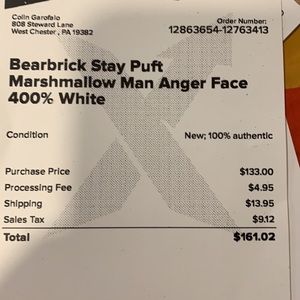 Colin Garofalo
808 Steward Lane
West Chester , PA 19382
Order Number:
12863654-12763413
Bearbrick Stay Puft
Marshmallow Man Anger Face
400% White
Condition New; 100% authentic
Purchase Price $133.00
Processing Fee $4.95
Shipping $13.95
Sales Tax $9.12
Total $161.02